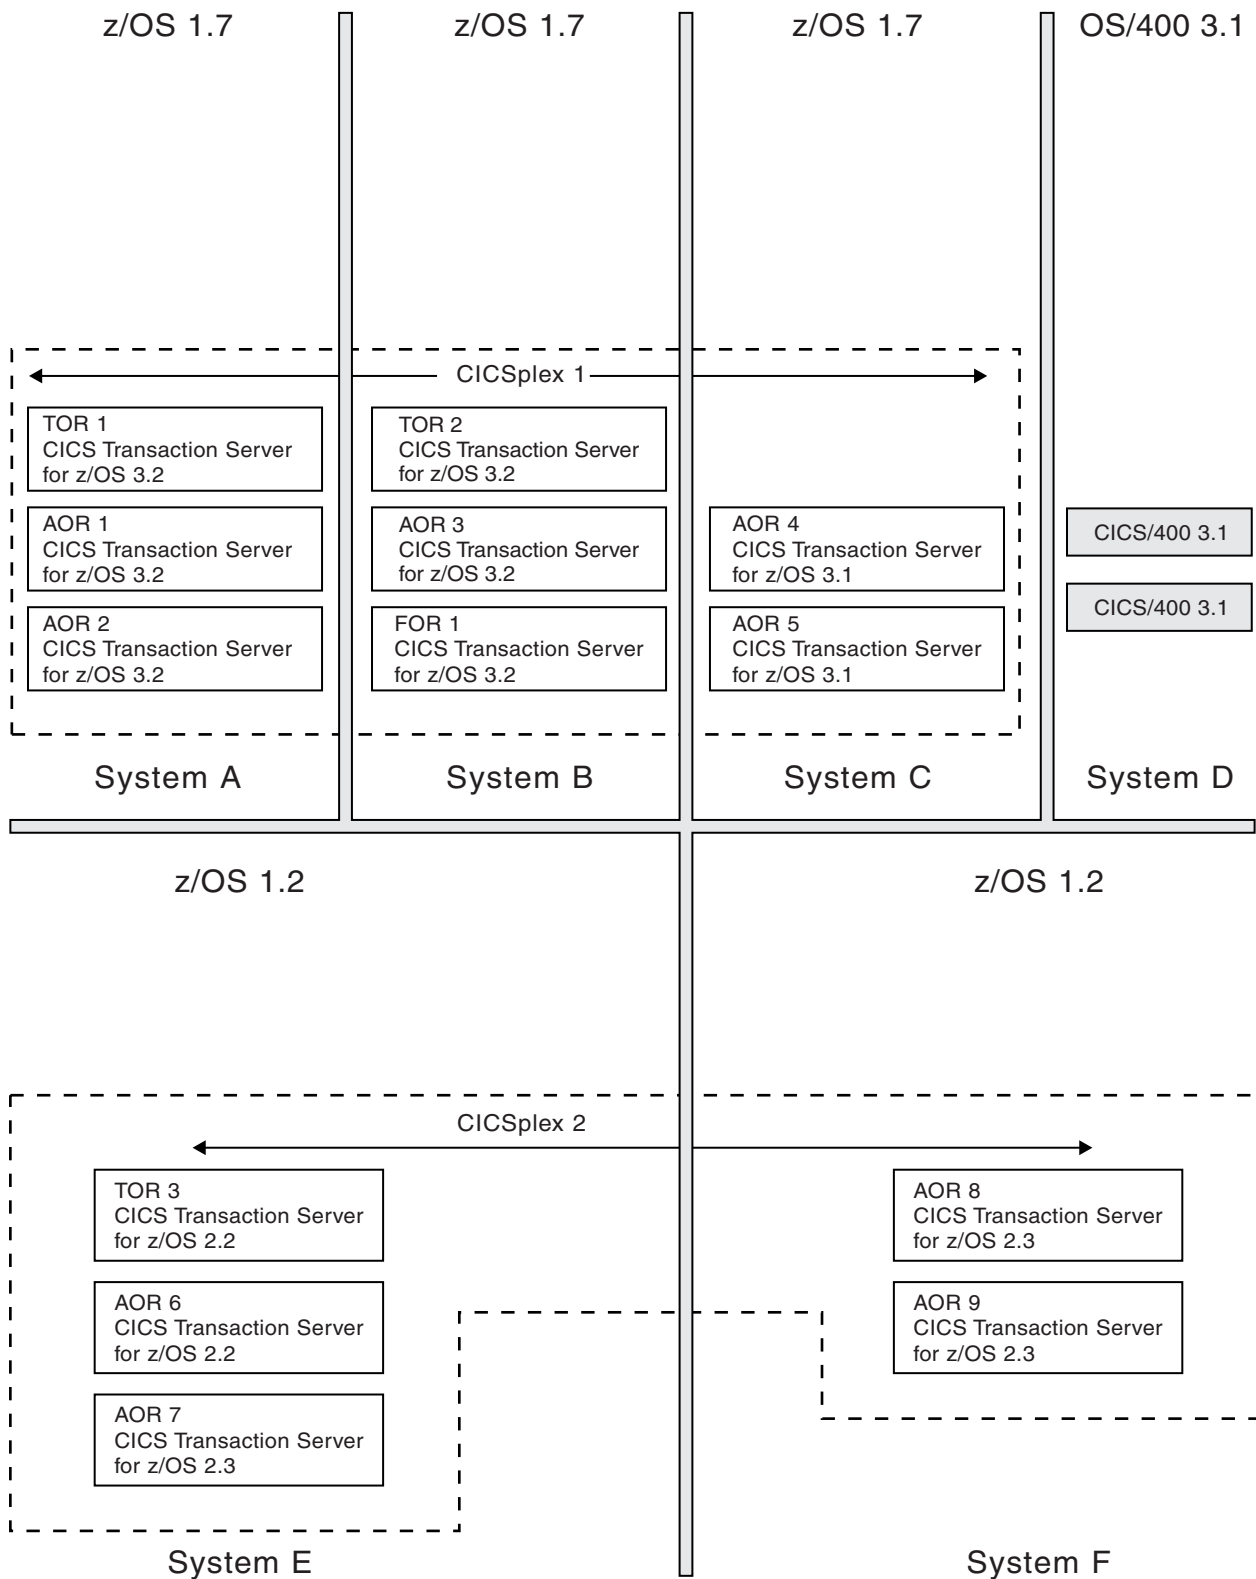 z/OS 1.7
z/OS 1.7
z/OS 1.7
OS/400 3.1
CICSplex 1
TOR 1
CICS Transaction Server
for z/OS 3.2
TOR 2
CICS Transaction Server
for z/OS 3.2
AOR 1
CICS Transaction Server
for z/OS 3.2
AOR 3
CICS Transaction Server
for z/OS 3.2
AOR 4
CICS Transaction Server
for z/OS 3.1
CICS/400 3.1
CICS/400 3.1
AOR 2
CICS Transaction Server
for z/OS 3.2
FOR 1
CICS Transaction Server
for z/OS 3.2
AOR 5
CICS Transaction Server
for z/OS 3.1
System A
System B
System C
System D
z/OS 1.2
z/OS 1.2
CICSplex 2
TOR 3
CICS Transaction Server
for z/OS 2.2
AOR 8
CICS Transaction Server
for z/OS 2.3
AOR 6
CICS Transaction Server
for z/OS 2.2
AOR 9
CICS Transaction Server
for z/OS 2.3
AOR 7
CICS Transaction Server
for z/OS 2.3
System E
System F